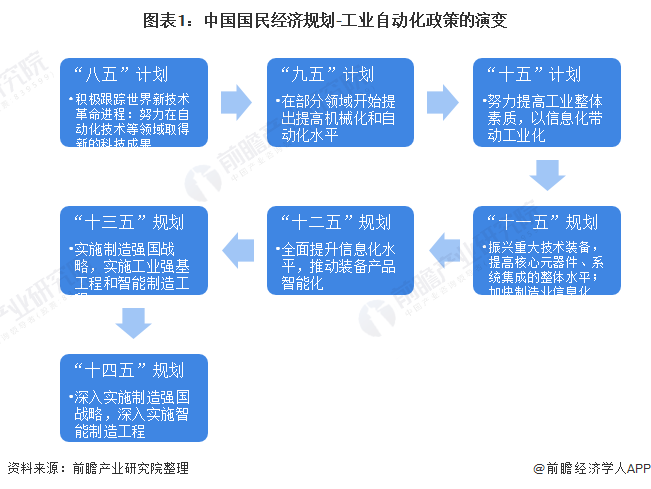 图表1：中国国民经济规划-工业自动化政策的演变
“八五”计划
•积极跟踪世界新技术
革命进程：努力在自
动化技术等领域取得
新的科技成果
“九五”计划
•在部分领域开始提
出提高机械化和自
动化水平
“十五”计划
•努力提高工业整体
素质，以信息化带
动工业化
“十一五”规划
•振兴重大技术装备，
提高核心元器件、系
统集成的整体水平；
加快制造业信息化
“十二五”规划
•全面提升信息化水
平，推动装备产品
智能化
“十三五”规划
•实施制造强国战
略，实施工业强基
工程和智能制造工
程
“十四五”规划
•深入实施制造强国
战略，深入实施智
能制造工程
资料来源：前瞻产业研究院整理
@前瞻经济学人APP
前瞻产业研究院